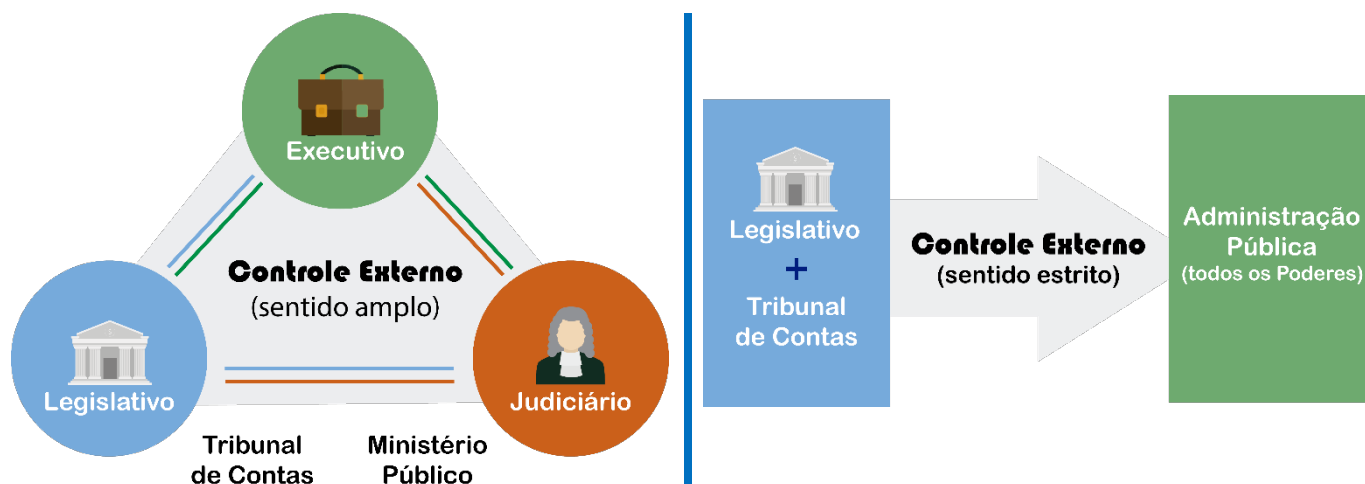 Executivo
Controle Externo
(sentido amplo)
Legislativo
Judiciário
Tribunal
de Contas
Ministério
Público
Legislativo
+
Tribunal
de Contas
Controle Externo
(sentido estrito)
Administração
Pública
(todos os Poderes)